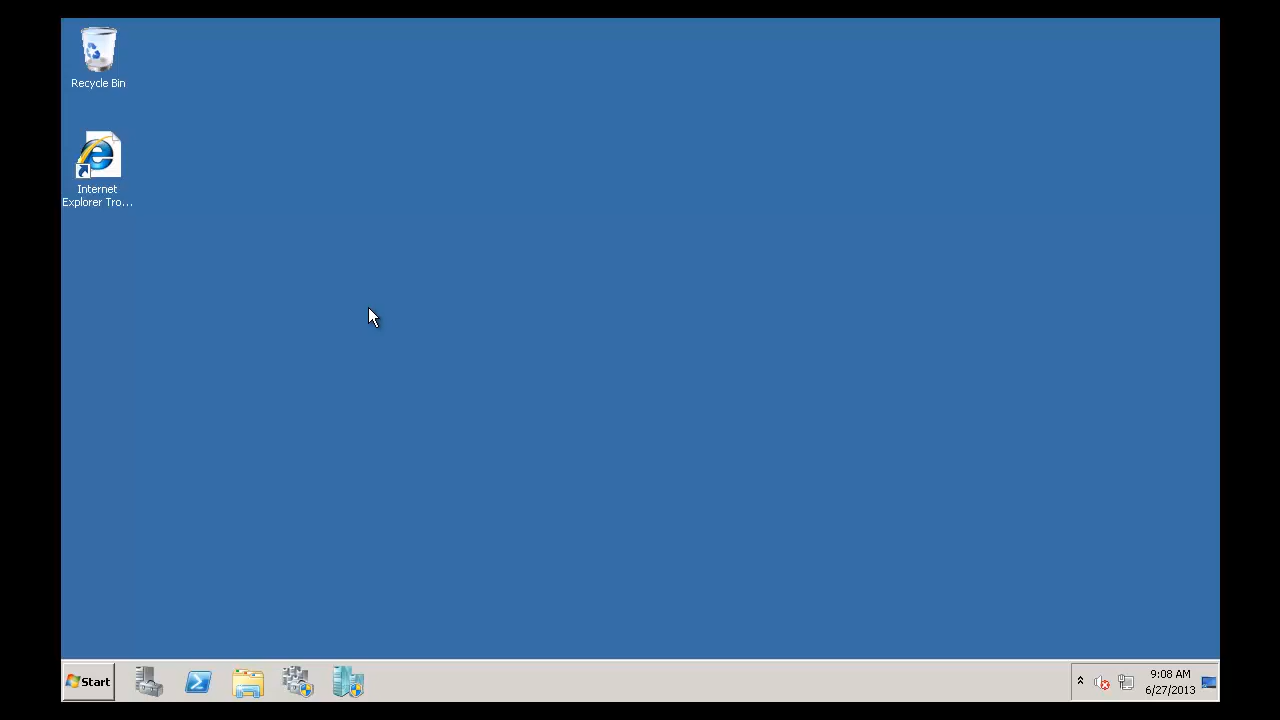 Recycle Bin
Internet
Explorer Tro...
Start
9:08 AM
6/27/2013